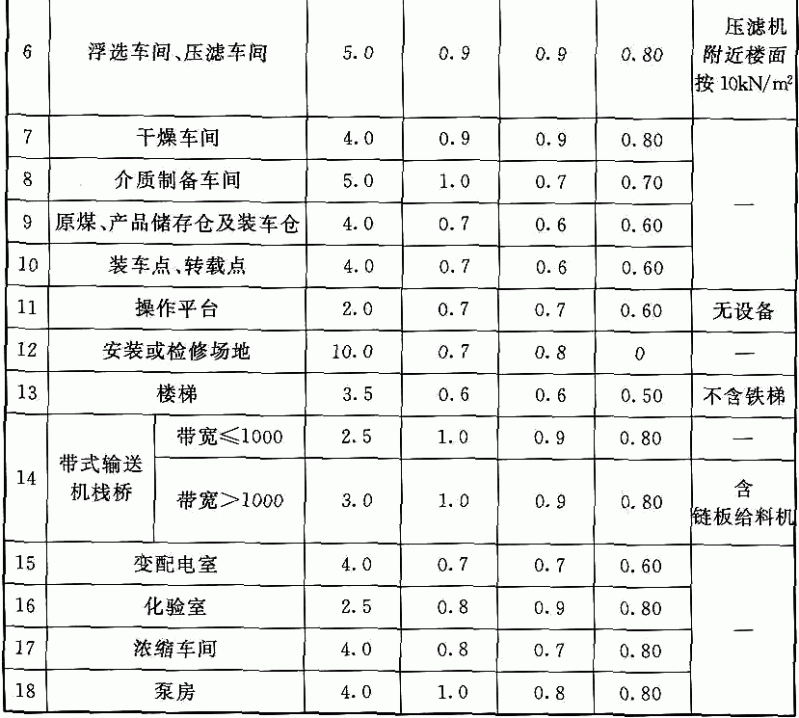 6 浮选车间、压滤车间 5.0 0.9 0.9 0.80 压滤机
附近楼面
按10kN/m²
7 干燥车间 4.0 0.9 0.9 0.80 —
8 介质制备车间 5.0 1.0 0.7 0.70
9 原煤、产品储存仓及装车仓 4.0 0.7 0.6 0.60
10 装车点、转载点 4.0 0.7 0.6 0.60
11 操作平台 2.0 0.7 0.7 0.60 无设备
12 安装或检修场地 10.0 0.7 0.8 0 —
13 楼梯 3.5 0.6 0.6 0.50 不含铁梯
14 带式输送
机栈桥
带宽≤1000 2.5 1.0 0.9 0.80 —
带宽>1000 3.0 1.0 0.9 0.80 含
链板给料机
15 变配电室 4.0 0.7 0.7 0.60 —
16 化验室 2.5 0.8 0.9 0.80
17 浓缩车间 4.0 0.8 0.7 0.80
18 泵房 4.0 1.0 0.8 0.80